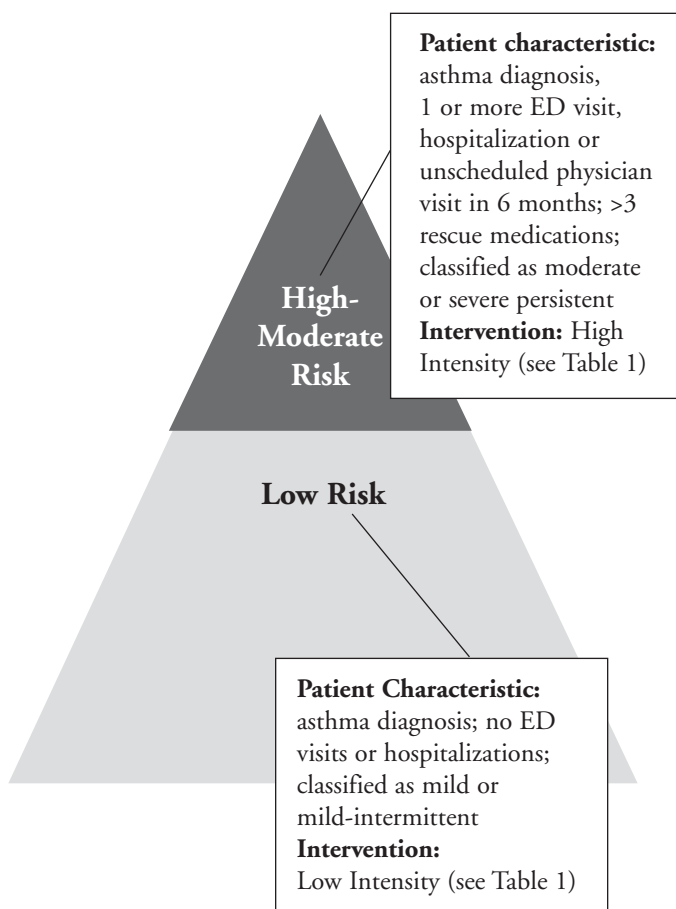 Patient characteristic:
asthma diagnosis,
1 or more ED visit,
hospitalization or
unscheduled physician
visit in 6 months; >3
rescue medications;
classified as moderate
or severe persistent
Intervention: High
Intensity (see Table 1)
High-
Moderate
Risk
Low Risk
Patient Characteristic:
asthma diagnosis; no ED
visits or hospitalizations;
classified as mild or
mild-intermittent
Intervention:
Low Intensity (see Table 1)